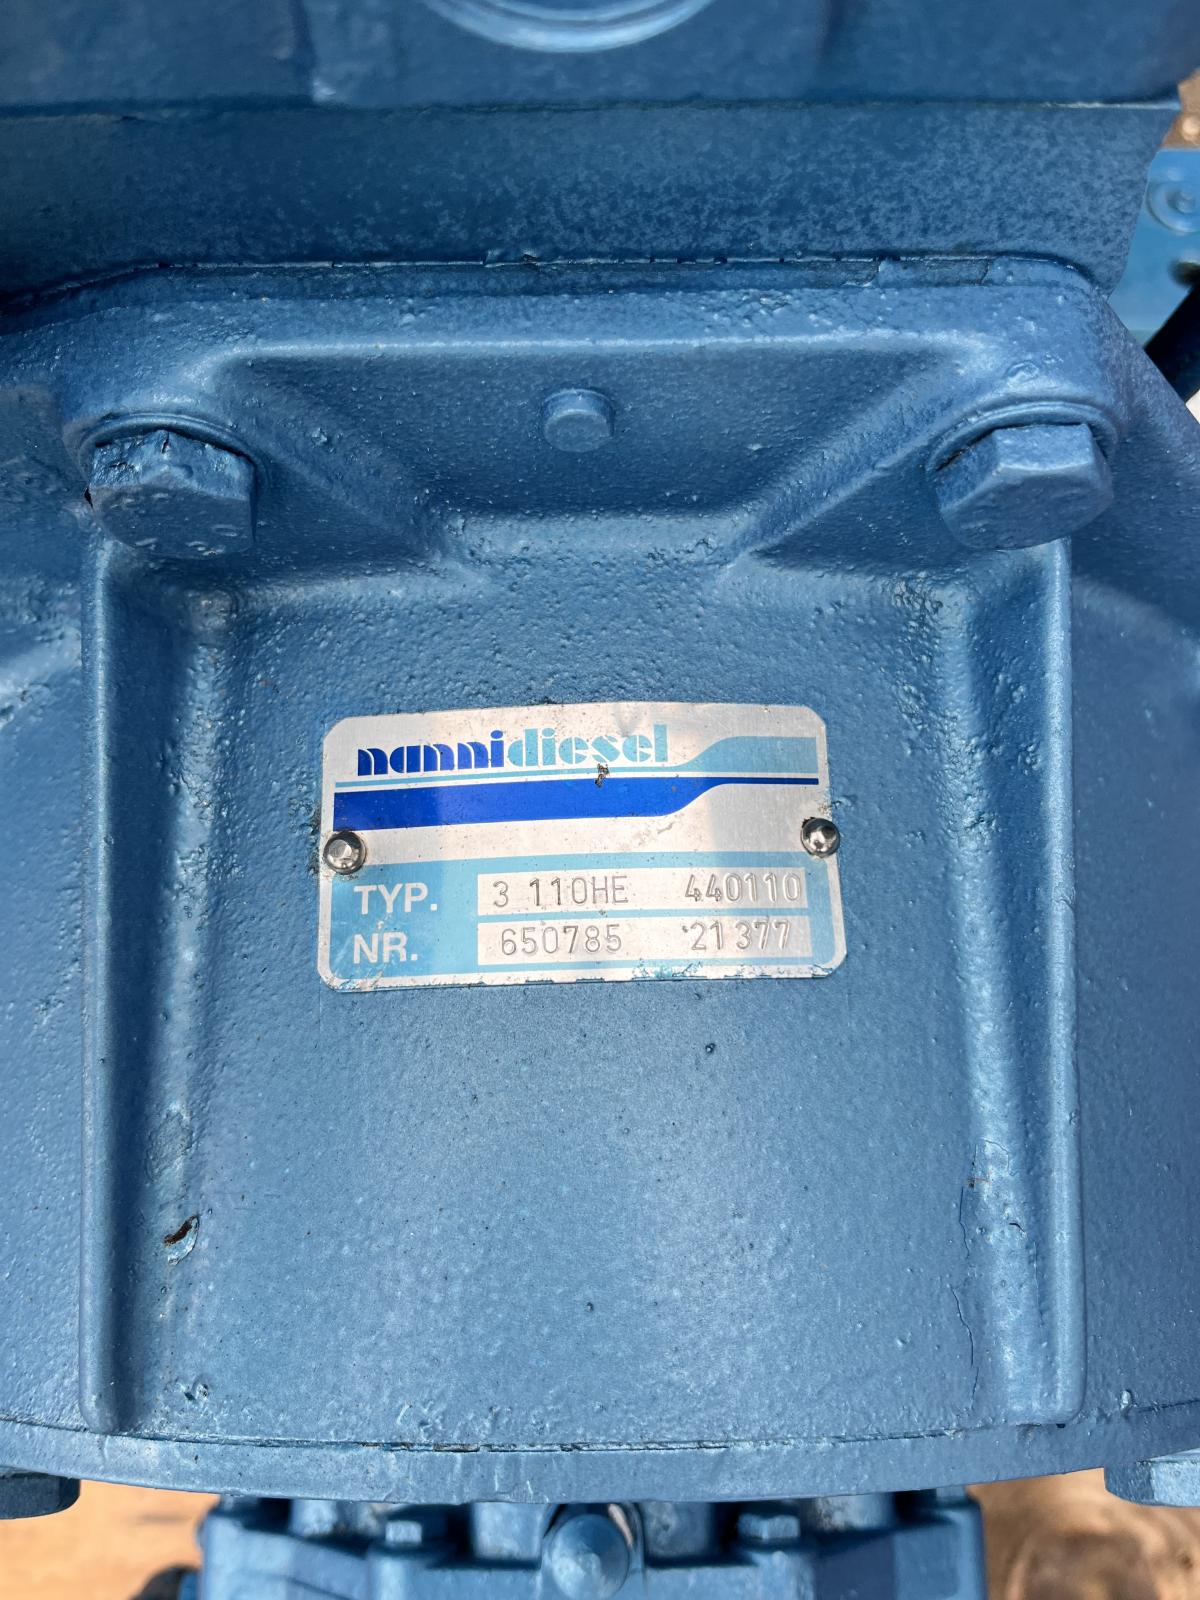 nannidiesel
TYP. 3 110HE 440110
NR. 650785 21377